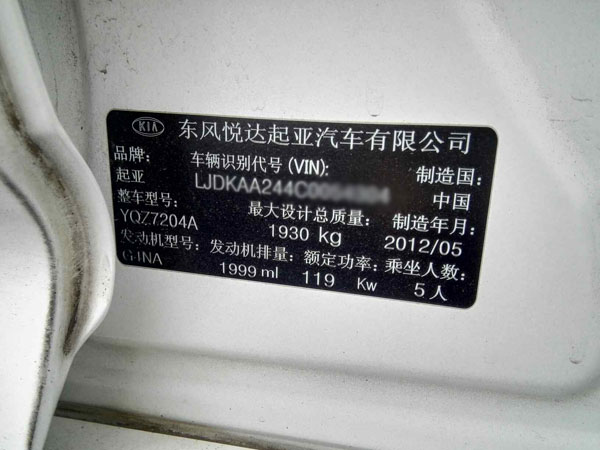 KIA 东风悦达起亚汽车有限公司
品牌: 车辆识别代号(VIN): 制造国:
起亚 LJDKAA244C0 中国
整车型号: 最大设计总质量: 制造年月:
YQZ7204A 1930 kg 2012/05
发动机型号: 发动机排量: 额定功率: 乘坐人数:
G4NA 1999 ml 119 Kw 5人